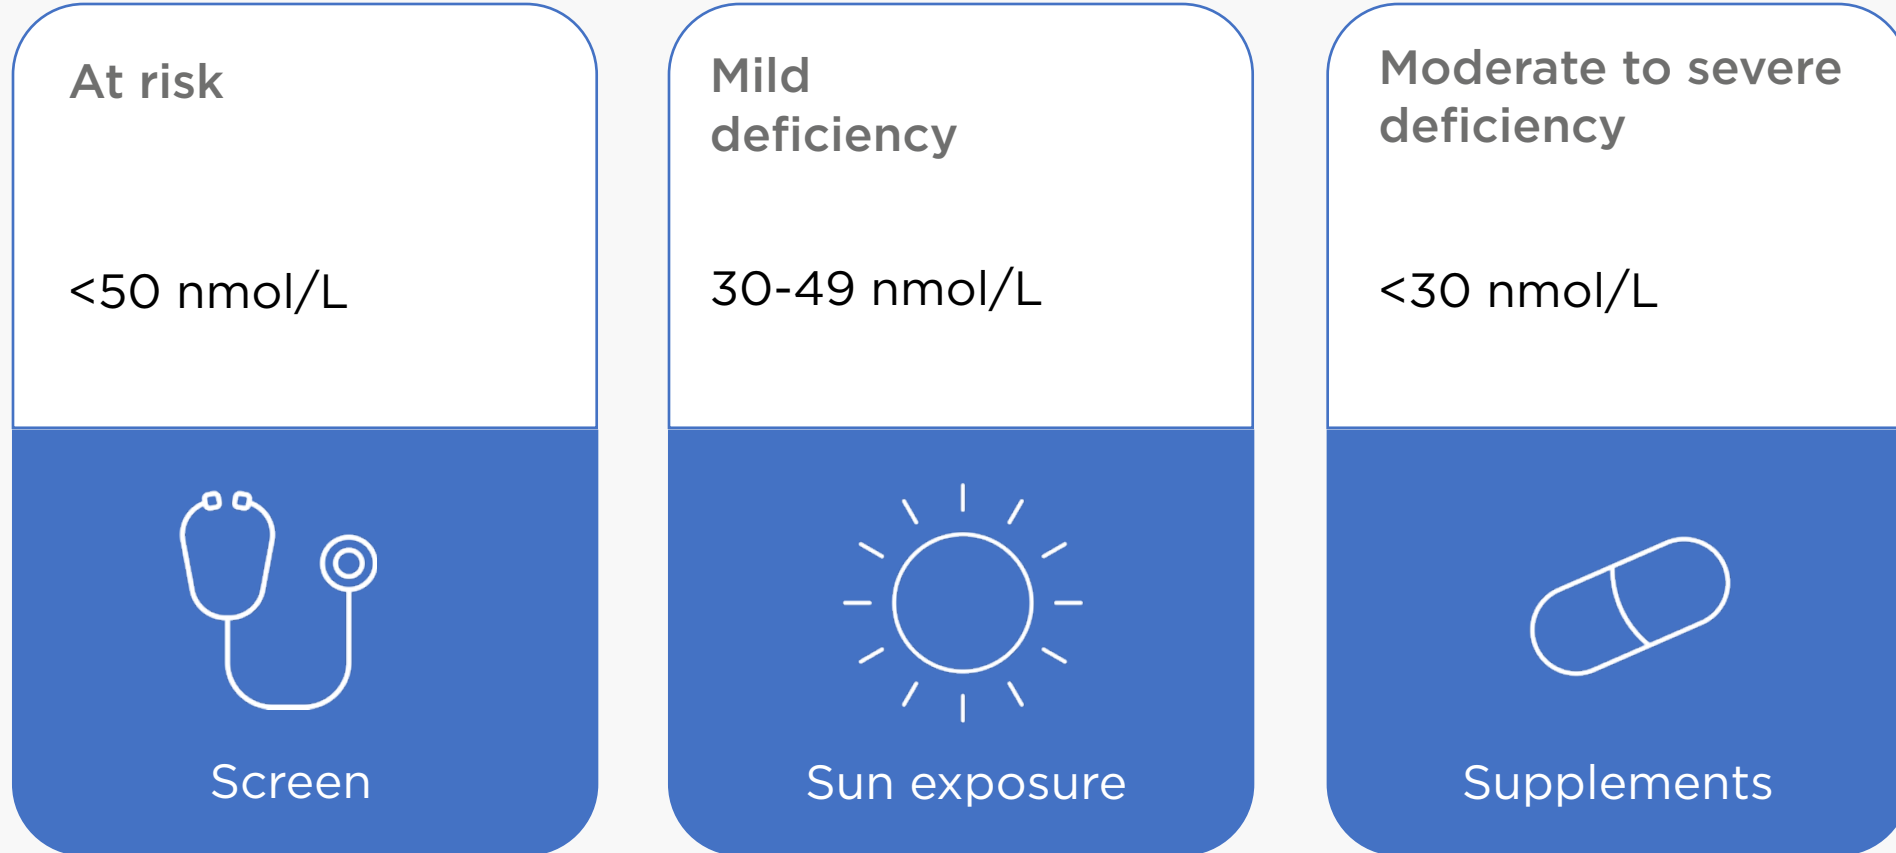 At risk
<50 nmol/L
Screen
Mild
deficiency
30-49 nmol/L
Sun exposure
Moderate to severe
deficiency
<30 nmol/L
Supplements